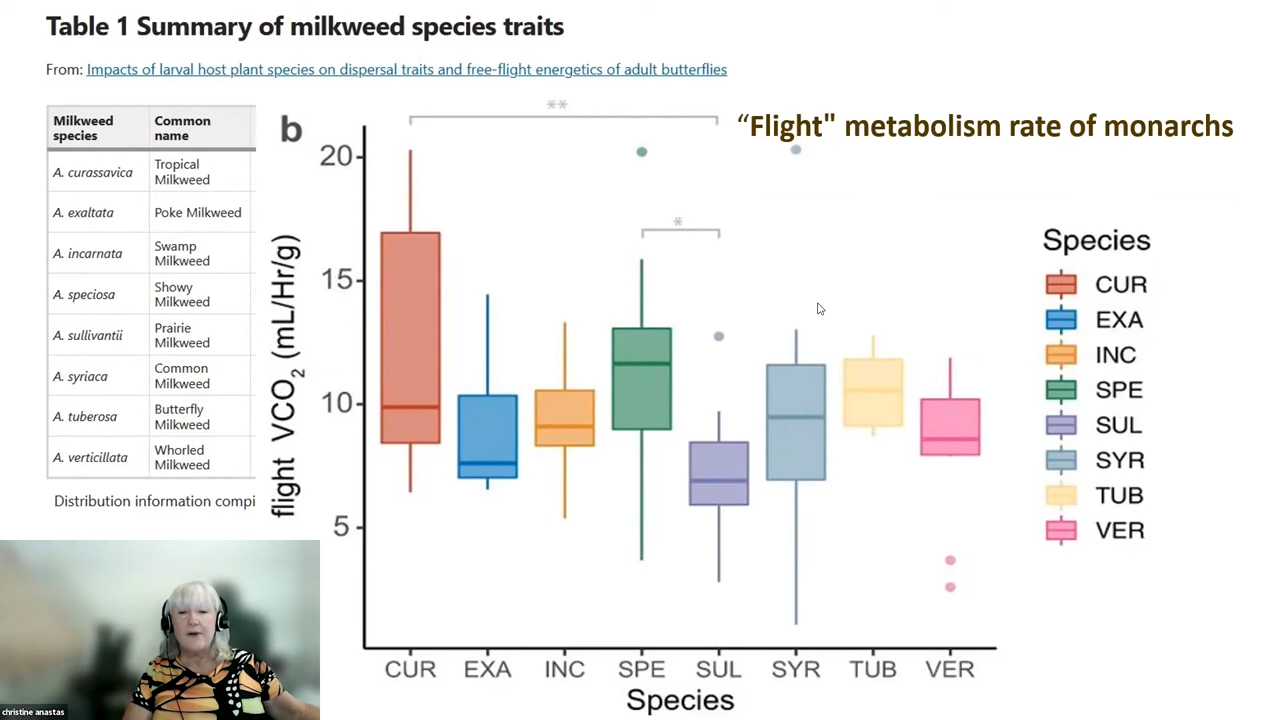 Table 1 Summary of milkweed species traits
From: Impacts of larval host plant species on dispersal traits and free-flight energetics of adult butterflies
Milkweed species
Common name
A. curassavica
Tropical Milkweed
A. exaltata
Poke Milkweed
A. incarnata
Swamp Milkweed
A. speciosa
Showy Milkweed
A. sullivantii
Prairie Milkweed
A. syriaca
Common Milkweed
A. tuberosa
Butterfly Milkweed
A. verticillata
Whorled Milkweed
Distribution information compi
b
“Flight" metabolism rate of monarchs
**
*
flight VCO2 (mL/Hr/g)
20
15
10
5
CUR EXA INC SPE SUL SYR TUB VER
Species
Species
CUR
EXA
INC
SPE
SUL
SYR
TUB
VER
christine anastas